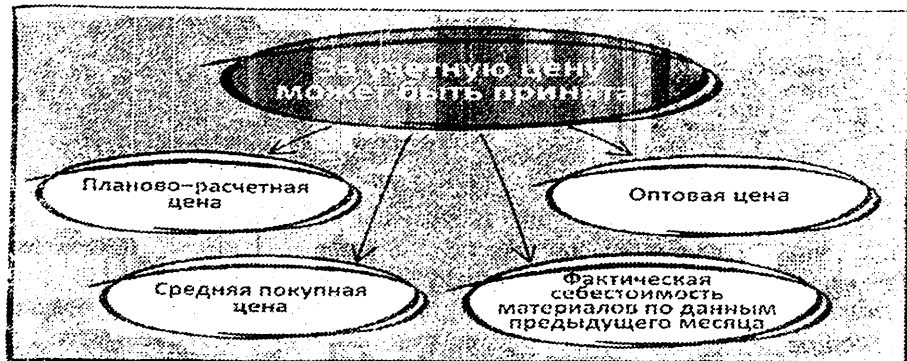 За учетную цену
может быть принята
Планово-расчетная
цена
Оптовая цена
Средняя покупная
цена
Фактическая
себестоимость
материалов по данным
предыдущего месяца